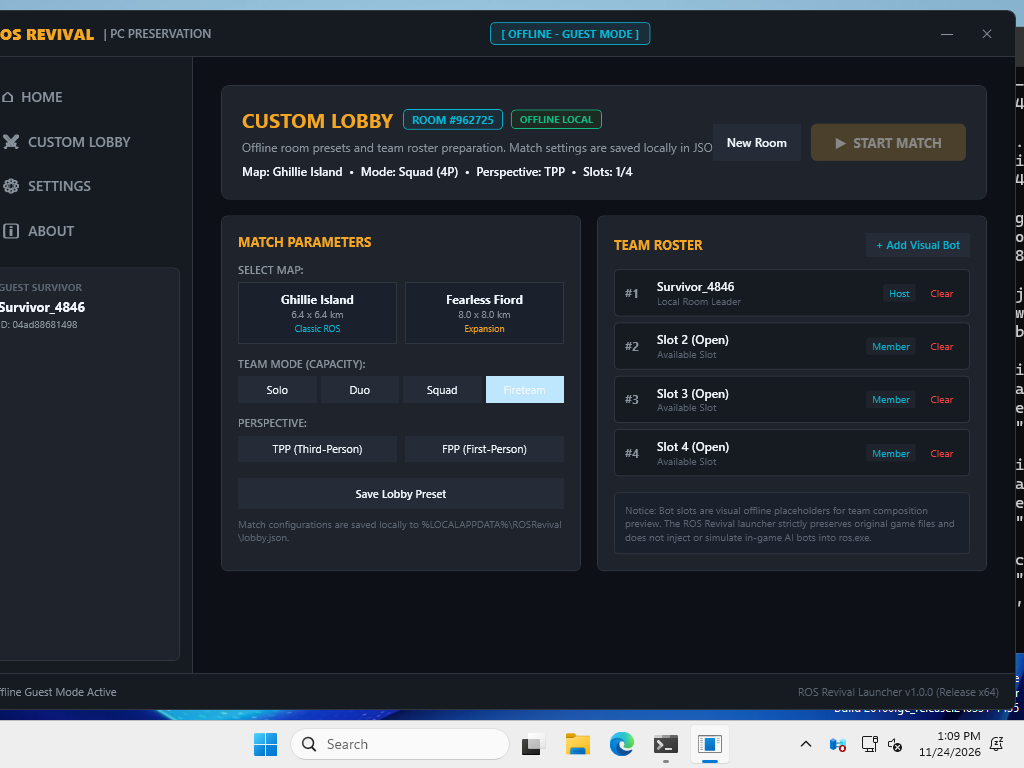 OS REVIVAL | PC PRESERVATION
[ OFFLINE - GUEST MODE ]
HOME
CUSTOM LOBBY
SETTINGS
ABOUT
GUEST SURVIVOR
Survivor_4846
D: 04ad88681498
CUSTOM LOBBY ROOM #962725 OFFLINE LOCAL
Offline room presets and team roster preparation. Match settings are saved locally in JSO
Map: Ghillie Island • Mode: Squad (4P) • Perspective: TPP • Slots: 1/4
New Room
START MATCH
MATCH PARAMETERS
SELECT MAP:
Ghillie Island
6.4 x 6.4 km
Classic ROS
Fearless Fiord
8.0 x 8.0 km
Expansion
TEAM MODE (CAPACITY):
Solo Duo Squad Fireteam
PERSPECTIVE:
TPP (Third-Person) FPP (First-Person)
Save Lobby Preset
Match configurations are saved locally to %LOCALAPPDATA%\ROSRevival
\lobby.json.
TEAM ROSTER
+ Add Visual Bot
#1 Survivor_4846 Host Clear
Local Room Leader
#2 Slot 2 (Open) Member Clear
Available Slot
#3 Slot 3 (Open) Member Clear
Available Slot
#4 Slot 4 (Open) Member Clear
Available Slot
Notice: Bot slots are visual offline placeholders for team composition
preview. The ROS Revival launcher strictly preserves original game files and
does not inject or simulate in-game AI bots into ros.exe.
ffline Guest Mode Active
ROS Revival Launcher v1.0.0 (Release x64)
Search
1:09 PM
11/24/2026